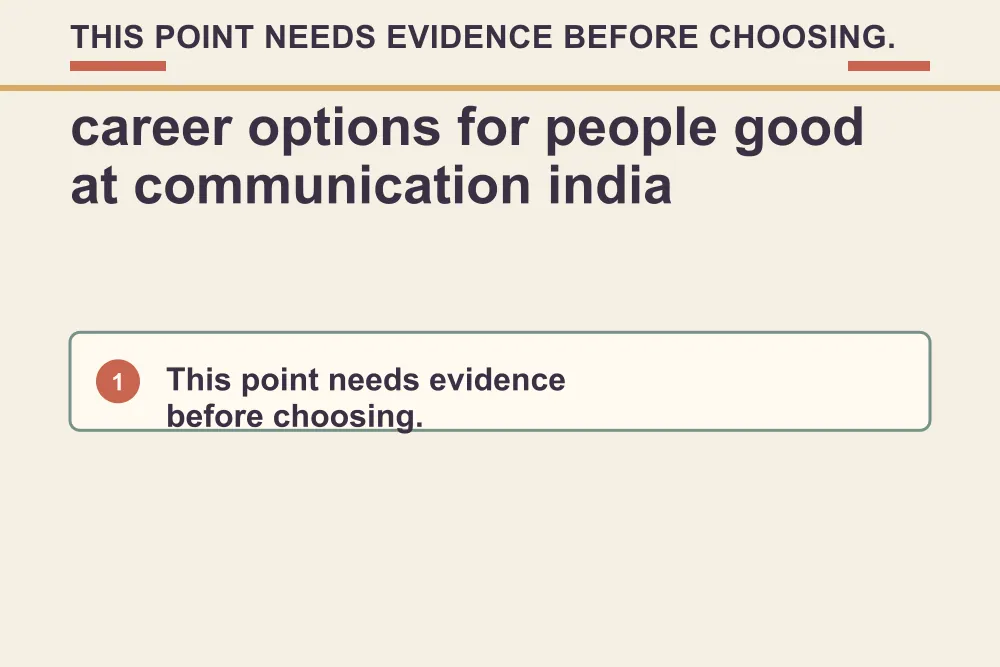 THIS POINT NEEDS EVIDENCE BEFORE CHOOSING.
career options for people good
at communication india
1
This point needs evidence
before choosing.